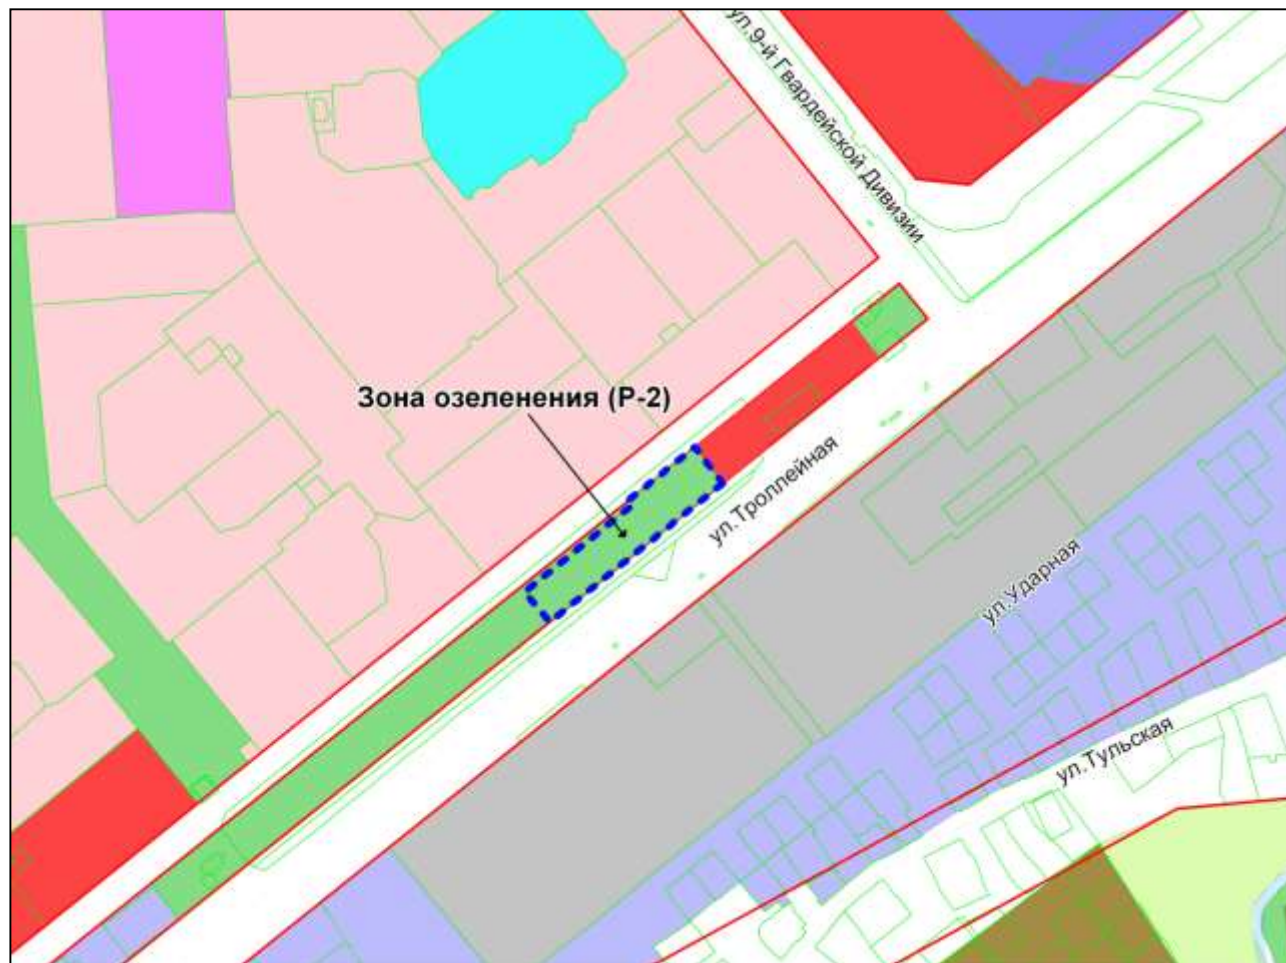 ул.9-й Гвардейской Дивизии
Зона озеленения (Р-2)
ул.Троллейная
ул.Ударная
ул.Тульская